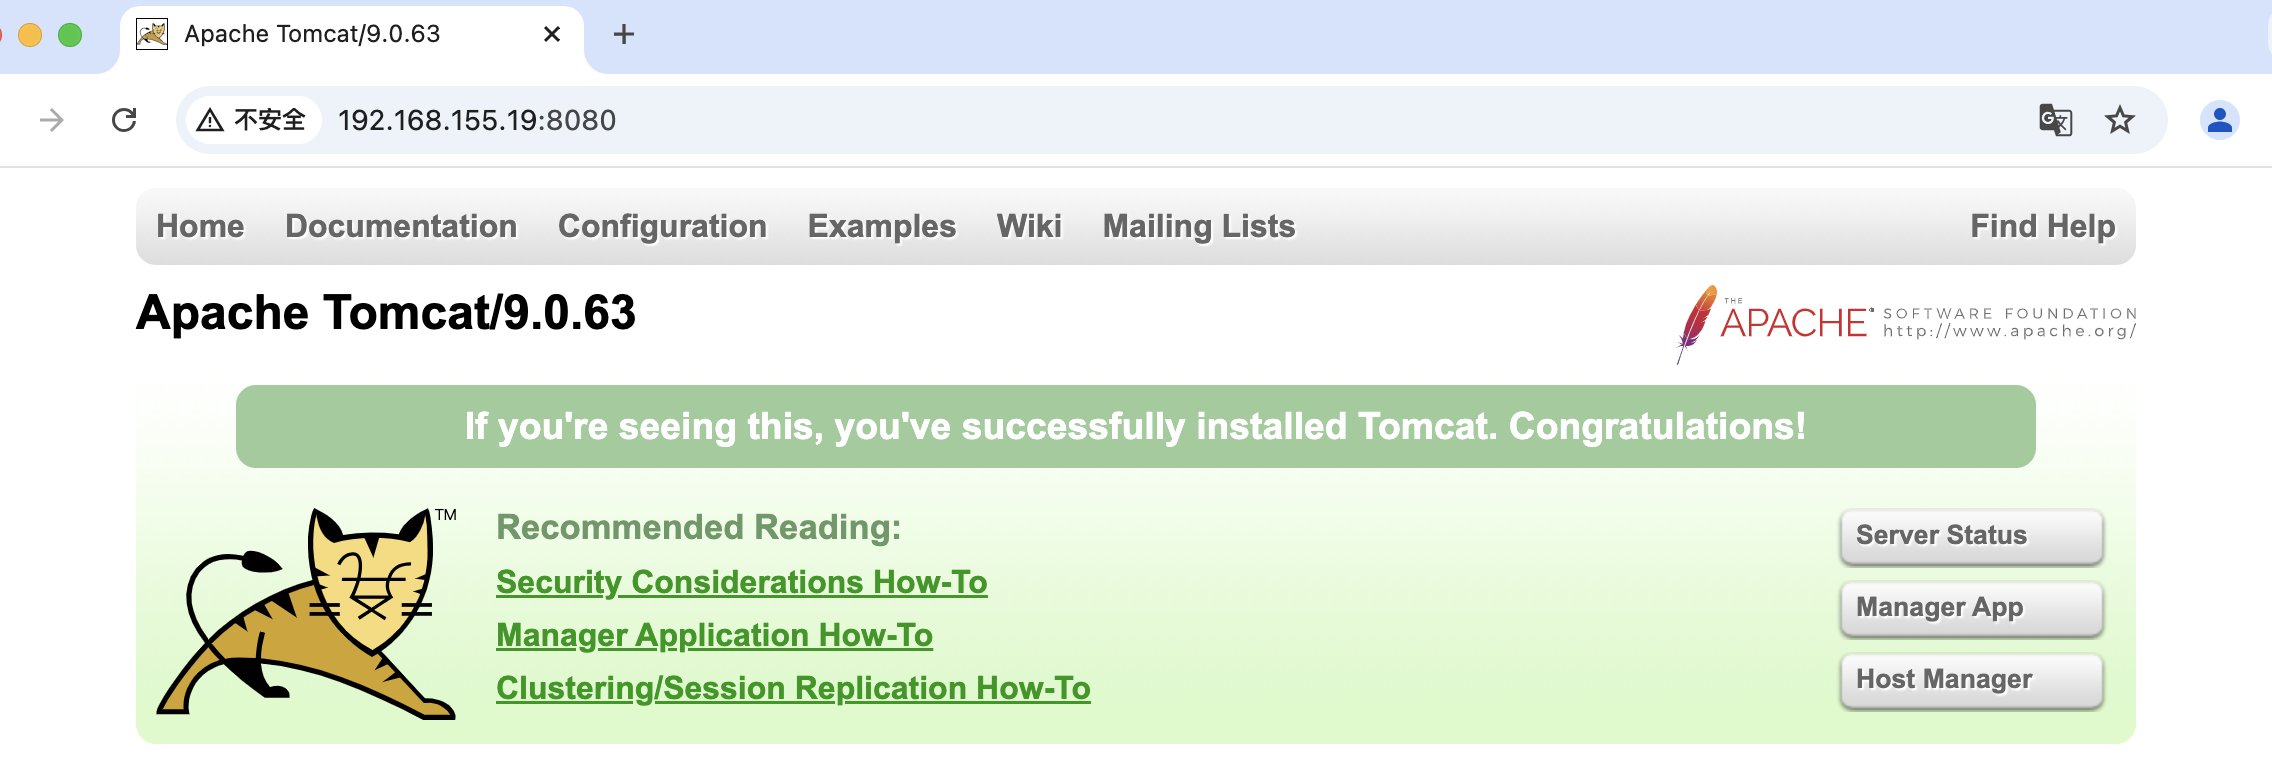 Apache Tomcat/9.0.63
不安全 192.168.155.19:8080
Home Documentation Configuration Examples Wiki Mailing Lists Find Help
Apache Tomcat/9.0.63
THE
APACHE® SOFTWARE FOUNDATION
http://www.apache.org/
If you're seeing this, you've successfully installed Tomcat. Congratulations!
TM
Recommended Reading:
Security Considerations How-To
Manager Application How-To
Clustering/Session Replication How-To
Server Status
Manager App
Host Manager